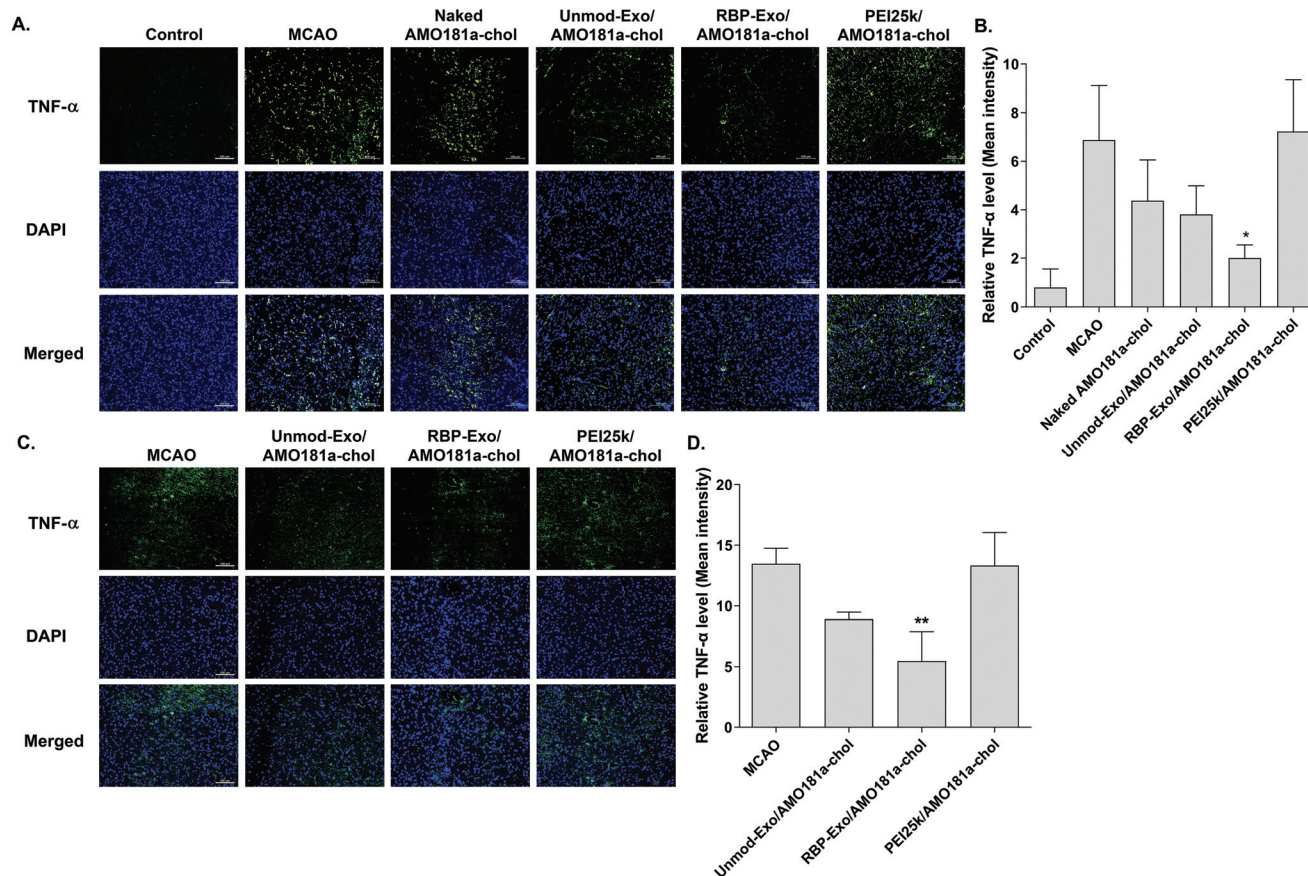 A.
Control
MCAO
Naked
AMO181a-chol
Unmod-Exo/
AMO181a-chol
RBP-Exo/
AMO181a-chol
PEI25k/
AMO181a-chol
TNF-α
DAPI
Merged
B.
Relative TNF-α level (Mean intensity)
10
8
6
4
2
0
*
Control
MCAO
Naked AMO181a-chol
Unmod-Exo/AMO181a-chol
RBP-Exo/AMO181a-chol
PEI25k/AMO181a-chol
C.
MCAO
Unmod-Exo/
AMO181a-chol
RBP-Exo/
AMO181a-chol
PEI25k/
AMO181a-chol
TNF-α
DAPI
Merged
D.
Relative TNF-α level (Mean intensity)
20
15
10
5
0
**
MCAO
Unmod-Exo/AMO181a-chol
RBP-Exo/AMO181a-chol
PEI25k/AMO181a-chol